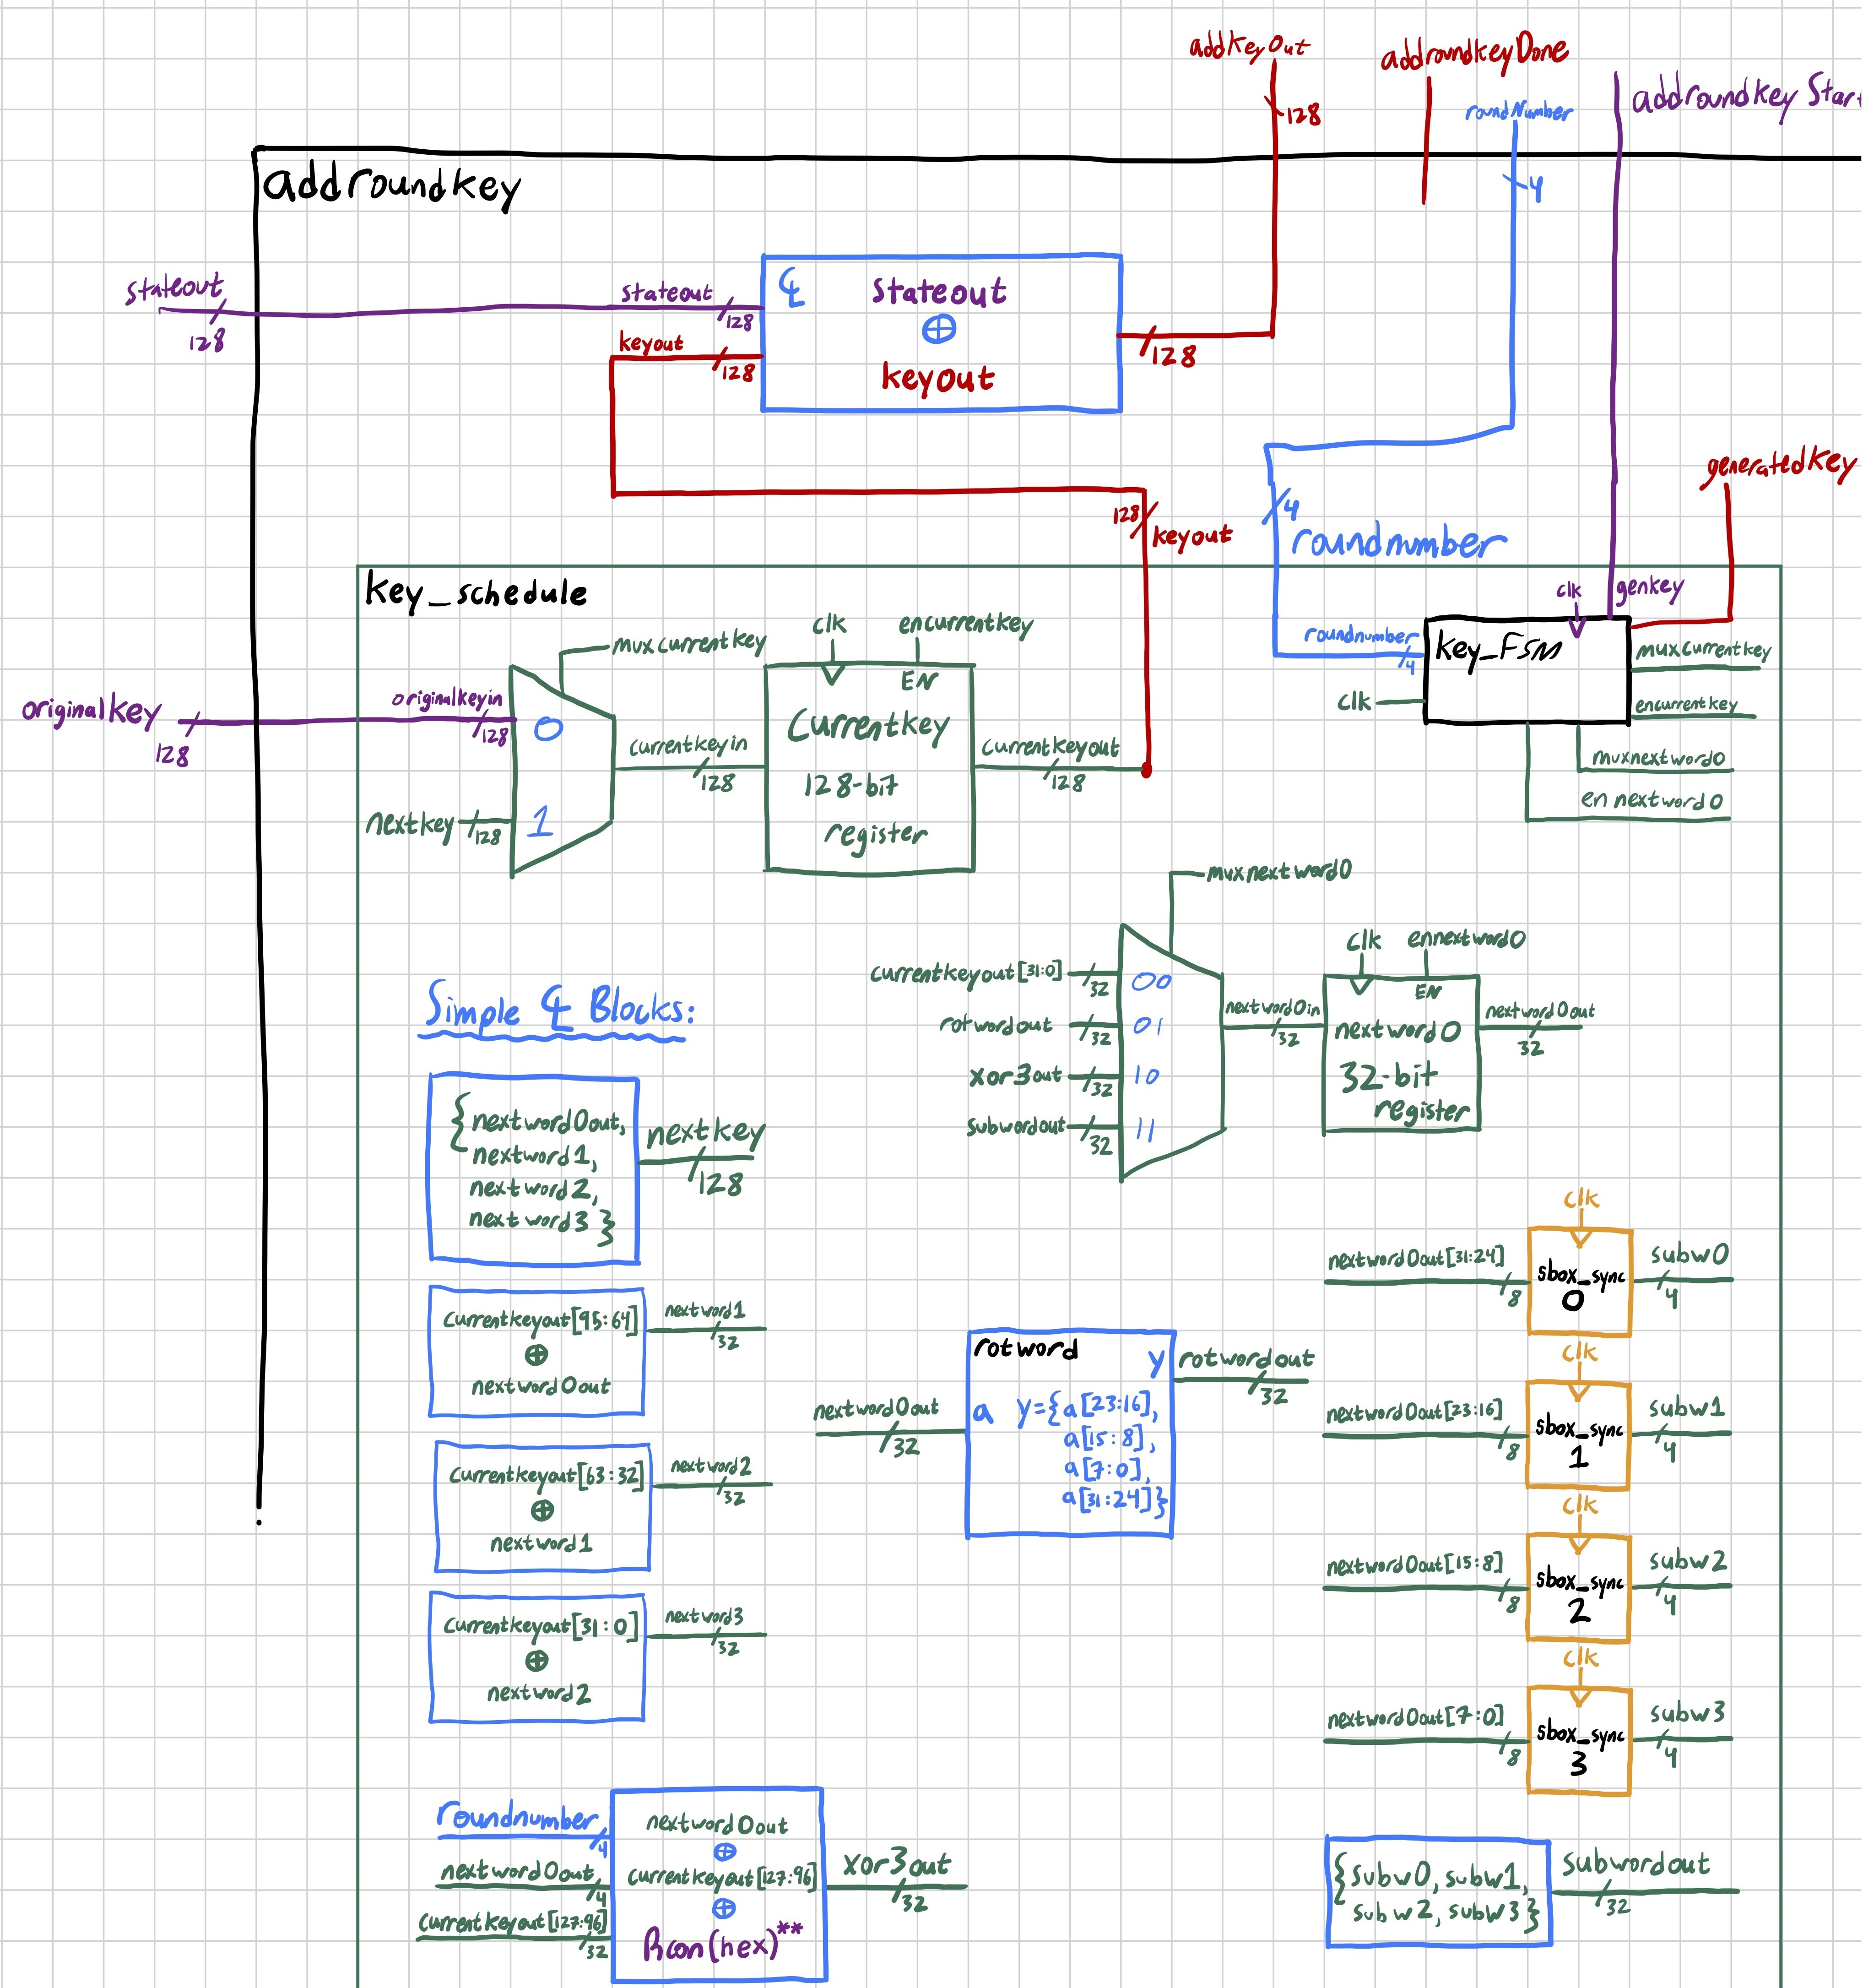 addkeyOut
128
addroundkeyDone
roundNumber
4
addroundkey Star
addroundkey
stateout
128
stateout
128
keyout
128
CL
stateout
⊕
keyout
128
128
keyout
4
roundnumber
generatedkey
key_schedule
muxcurrentkey
originalkey
128
originalkeyin
128
0
nextkey
128
1
currentkeyin
128
clk
encurrentkey
EN
Currentkey
128-bit
register
currentkeyout
128
clk
genkey
roundnumber
4
clk
key_FSM
muxcurrentkey
encurrentkey
muxnextword0
ennextword0
muxnextword0
currentkeyout[31:0]
32
00
rotwordout
32
01
xor3out
32
10
subwordout
32
11
nextword0in
32
clk
ennextword0
EN
nextword0
32-bit
register
nextword0out
32
Simple CL Blocks:
{nextword0out,
nextword1,
nextword2,
nextword3}
nextkey
128
Currentkeyout[95:64]
⊕
nextword0out
nextword1
32
Currentkeyout[63:32]
⊕
nextword1
nextword2
32
Currentkeyout[31:0]
⊕
nextword2
nextword3
32
roundnumber
4
nextword0out
4
currentkeyout[127:96]
32
nextword0out
⊕
currentkeyout[127:96]
⊕
Rcon(hex)**
xor3out
32
nextword0out
32
rotword
a
y
y={a[23:16],
a[15:8],
a[7:0],
a[31:24]}
rotwordout
32
clk
nextword0out[31:24]
8
sbox_sync
0
subw0
4
clk
nextword0out[23:16]
8
sbox_sync
1
subw1
4
clk
nextword0out[15:8]
8
sbox_sync
2
subw2
4
clk
nextword0out[7:0]
8
sbox_sync
3
subw3
4
{subw0, subw1,
subw2, subw3}
subwordout
32